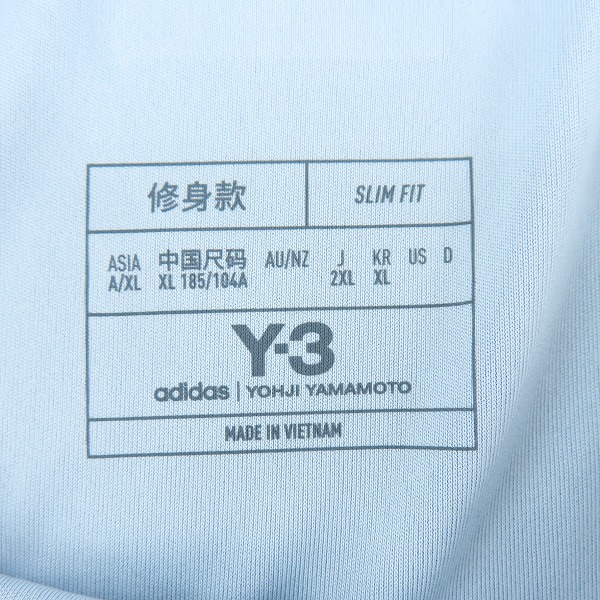 修身款 SLIM FIT
ASIA 中国尺码 AU/NZ J KR US D
A/XL XL 185/104A 2XL XL
Y-3
adidas | YOHJI YAMAMOTO
MADE IN VIETNAM